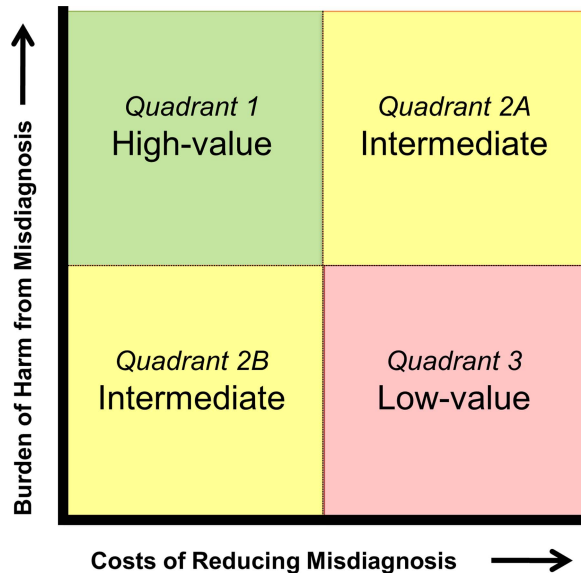 Burden of Harm from Misdiagnosis
Quadrant 1
High-value
Quadrant 2A
Intermediate
Quadrant 2B
Intermediate
Quadrant 3
Low-value
Costs of Reducing Misdiagnosis